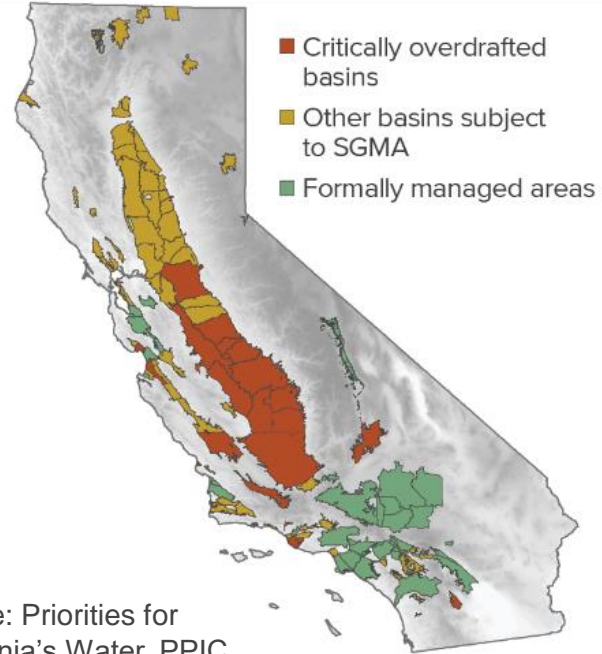 Critically overdrafted
basins
Other basins subject
to SGMA
Formally managed areas
: Priorities for
Water, PPIC